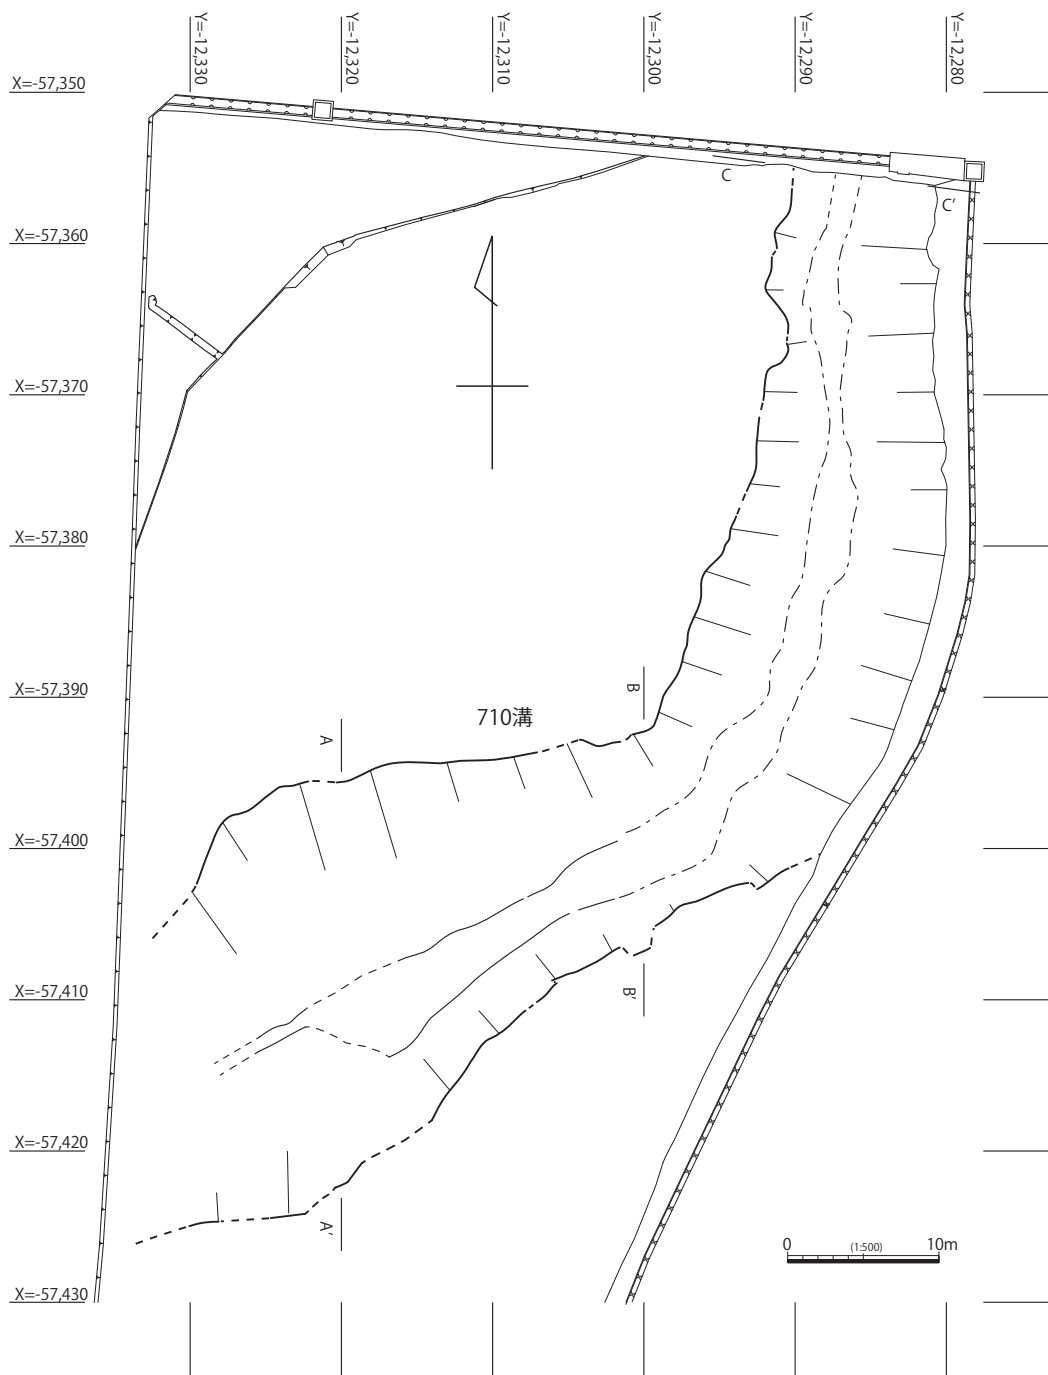 Y=-12,330
Y=-12,320
Y=-12,310
Y=-12,300
Y=-12,290
Y=-12,280
X=-57,350
C
C'
X=-57,360
X=-57,370
X=-57,380
X=-57,390
B
710溝
A
X=-57,400
X=-57,410
B'
X=-57,420
A'
0 (1:500) 10m
X=-57,430